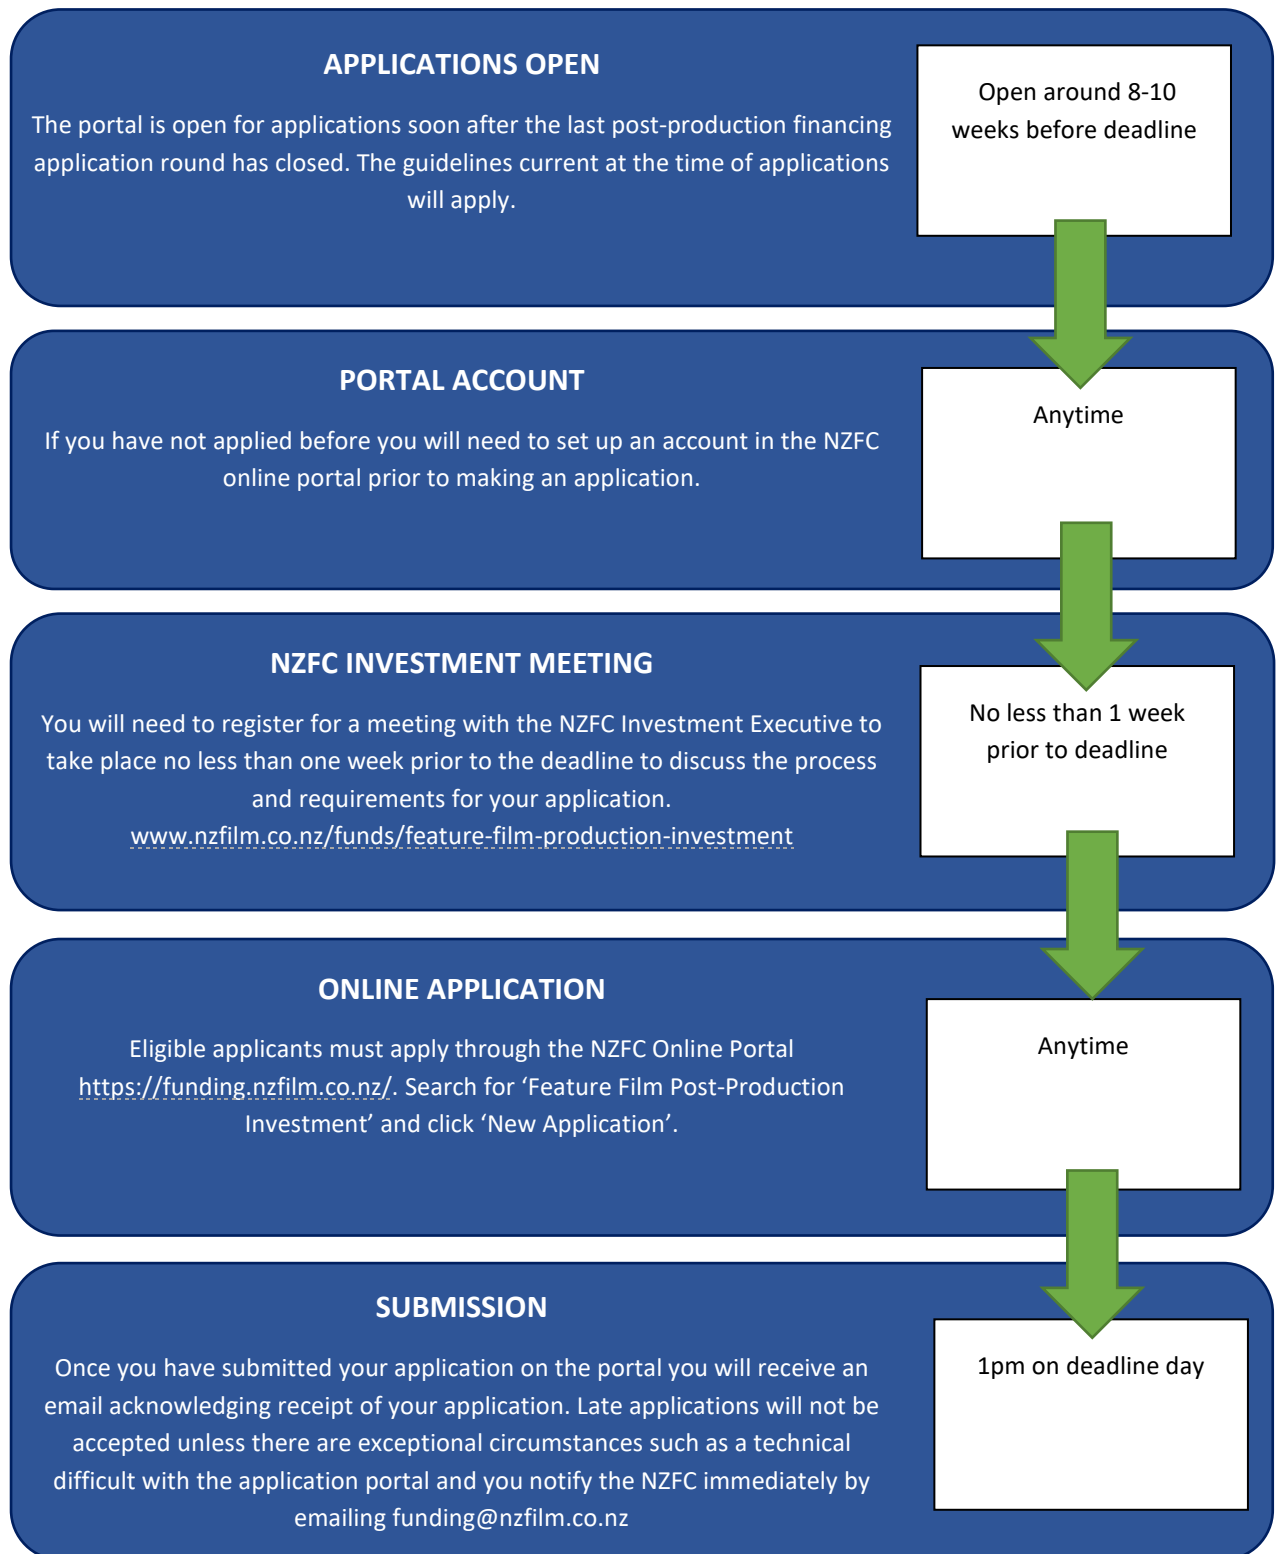 APPLICATIONS OPEN
The portal is open for applications soon after the last post-production financing
application round has closed. The guidelines current at the time of applications
will apply.
Open around 8-10
weeks before deadline
PORTAL ACCOUNT
If you have not applied before you will need to set up an account in the NZFC
online portal prior to making an application.
Anytime
NZFC INVESTMENT MEETING
You will need to register for a meeting with the NZFC Investment Executive to
take place no less than one week prior to the deadline to discuss the process
and requirements for your application.
www.nzfilm.co.nz/funds/feature-film-production-investment
No less than 1 week
prior to deadline
ONLINE APPLICATION
Eligible applicants must apply through the NZFC Online Portal
https://funding.nzfilm.co.nz/. Search for ‘Feature Film Post-Production
Investment’ and click ‘New Application’.
Anytime
SUBMISSION
Once you have submitted your application on the portal you will receive an
email acknowledging receipt of your application. Late applications will not be
accepted unless there are exceptional circumstances such as a technical
difficult with the application portal and you notify the NZFC immediately by
emailing funding@nzfilm.co.nz
1pm on deadline day